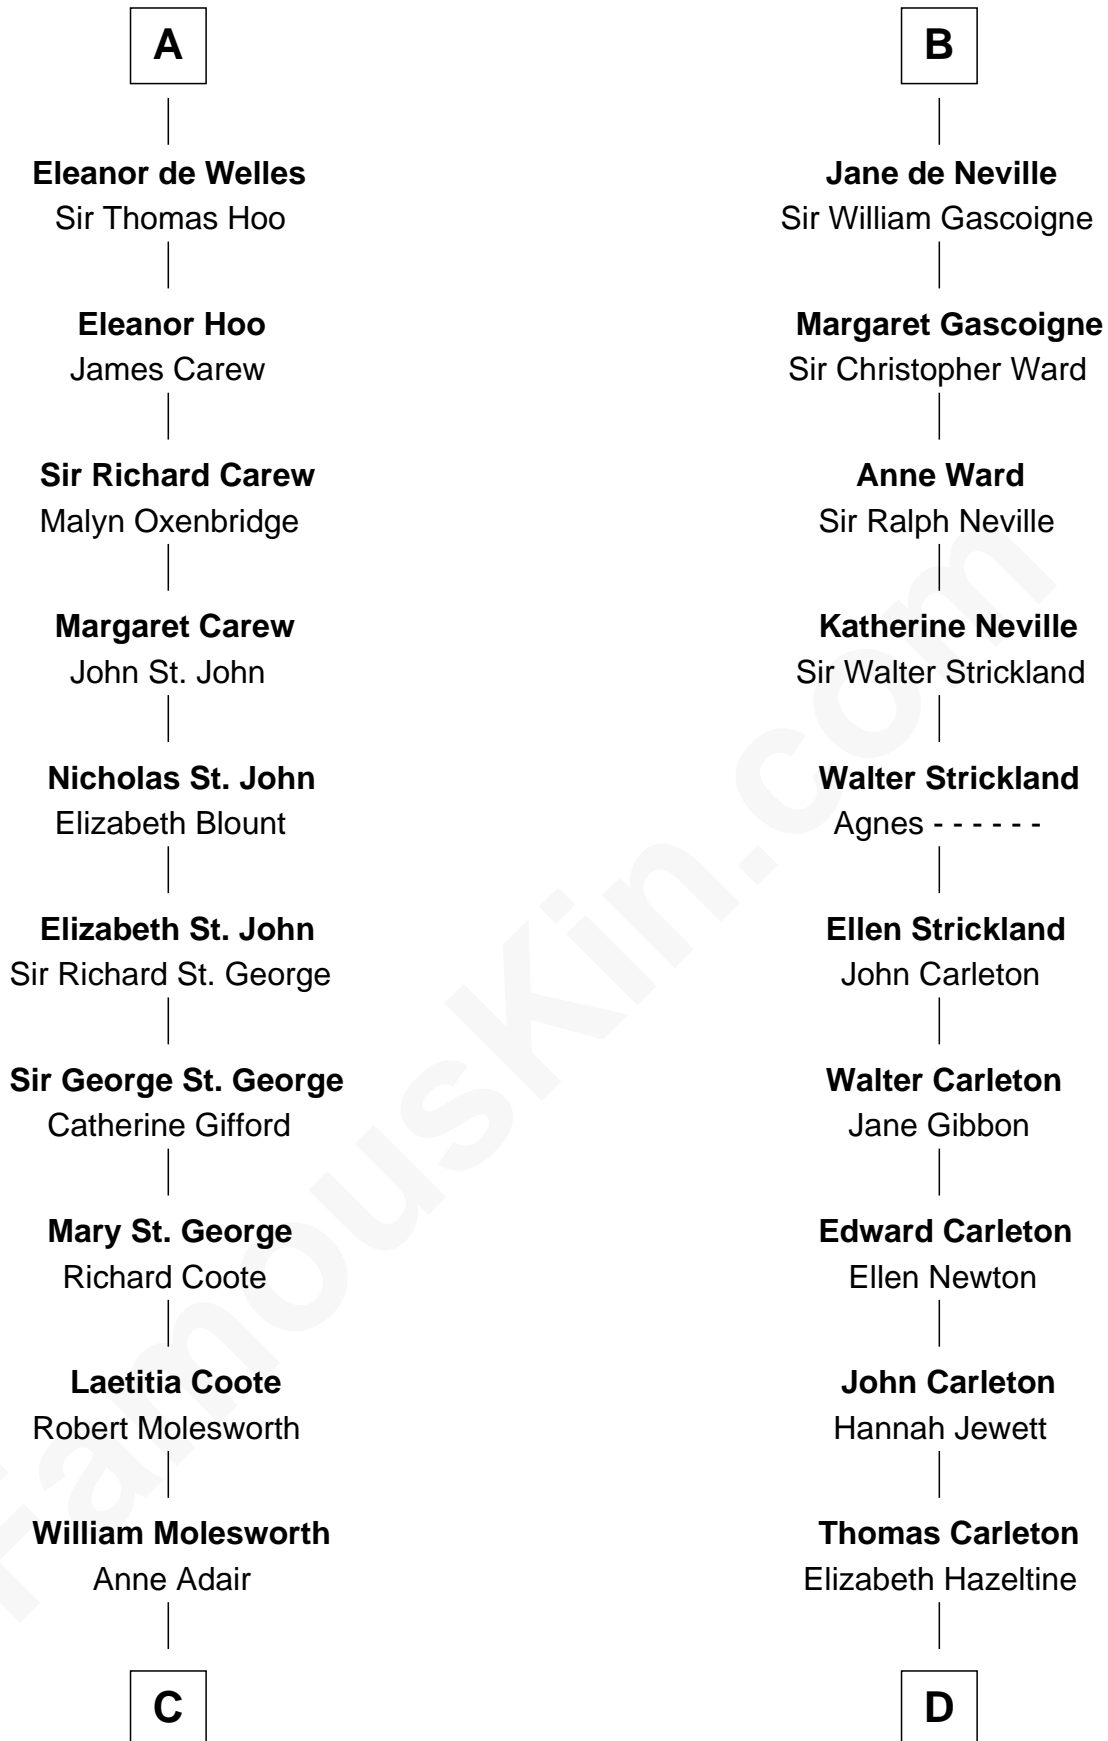 A
Eleanor de Welles
Sir Thomas Hoo
Eleanor Hoo
James Carew
Sir Richard Carew
Malyn Oxenbridge
Margaret Carew
John St. John
Nicholas St. John
Elizabeth Blount
Elizabeth St. John
Sir Richard St. George
Sir George St. George
Catherine Gifford
Mary St. George
Richard Coote
Laetitia Coote
Robert Molesworth
William Molesworth
Anne Adair
C
B
Jane de Neville
Sir William Gascoigne
Margaret Gascoigne
Sir Christopher Ward
Anne Ward
Sir Ralph Neville
Katherine Neville
Sir Walter Strickland
Walter Strickland
Agnes - - - - - -
Ellen Strickland
John Carleton
Walter Carleton
Jane Gibbon
Edward Carleton
Ellen Newton
John Carleton
Hannah Jewett
Thomas Carleton
Elizabeth Hazeltine
D
FamousKin.com